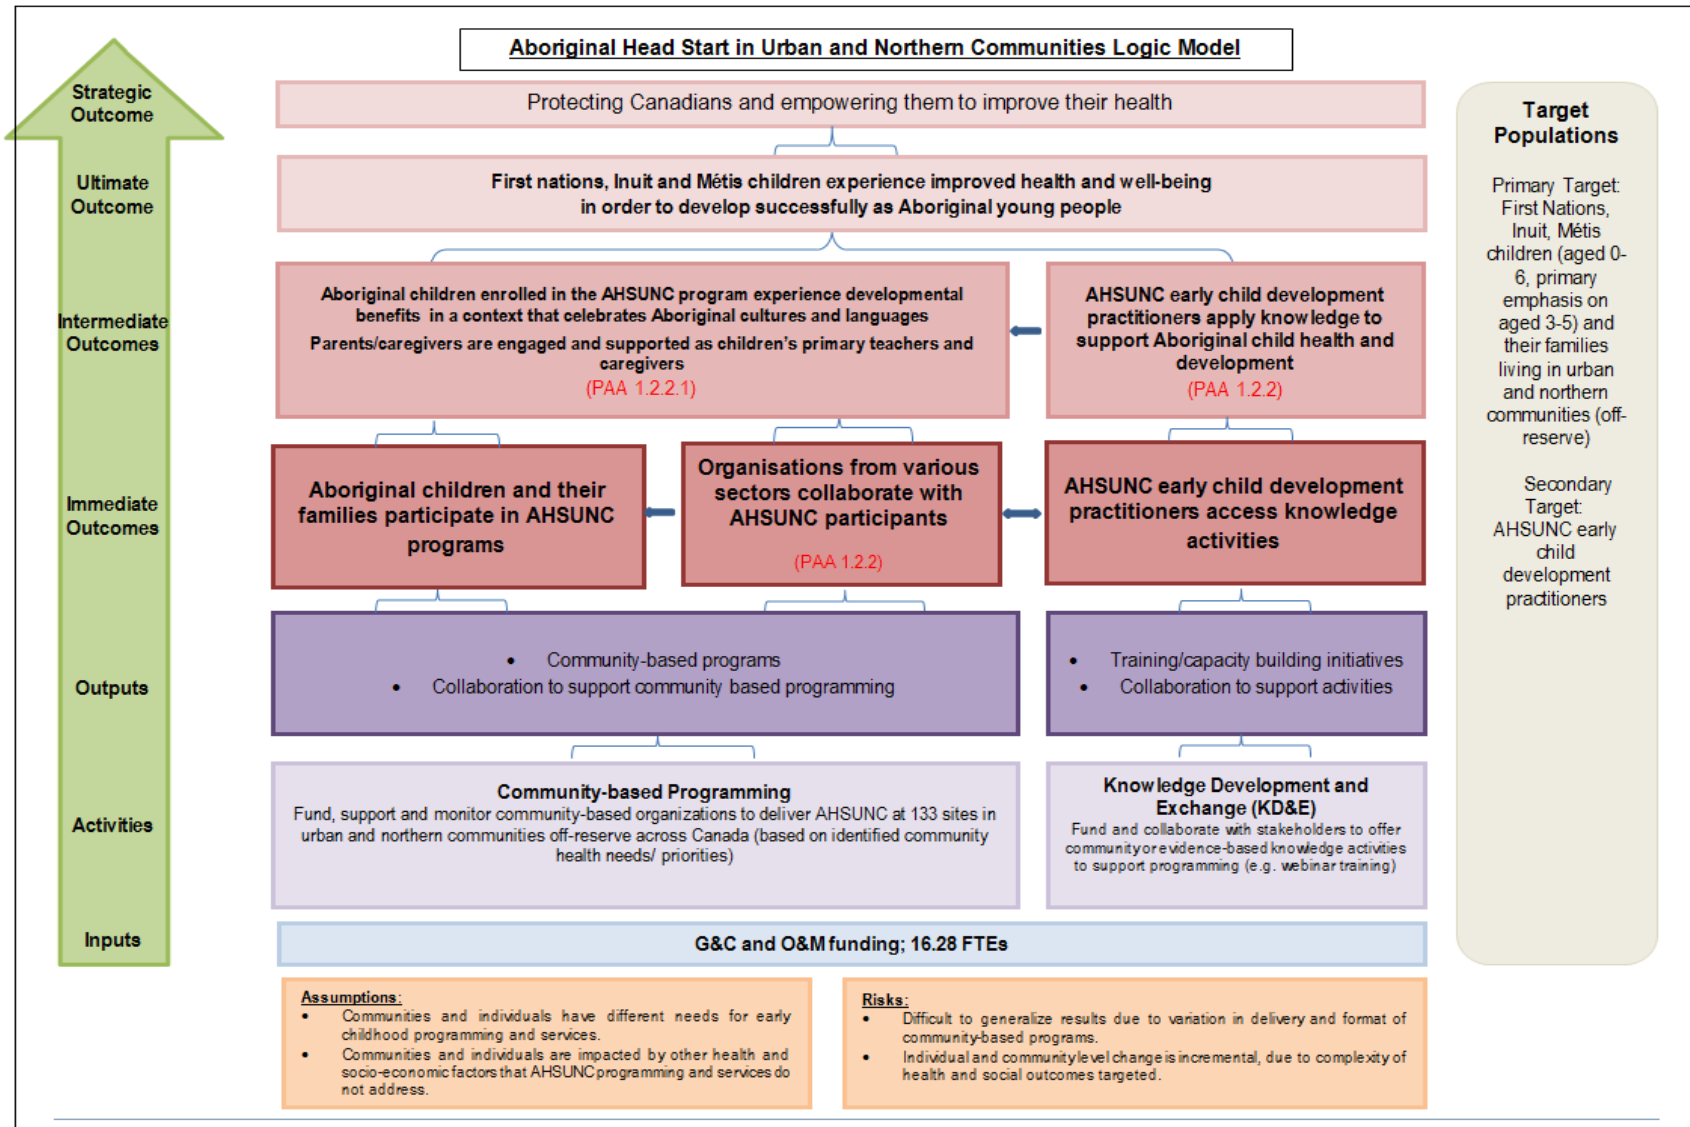 Aboriginal Head Start in Urban and Northern Communities Logic Model
Strategic
Outcome
Protecting Canadians and empowering them to improve their health
Ultimate
Outcome
First nations, Inuit and Métis children experience improved health and well-being
in order to develop successfully as Aboriginal young people
Intermediate
Outcomes
Aboriginal children enrolled in the AHSUNC program experience developmental
benefits in a context that celebrates Aboriginal cultures and languages
Parents/caregivers are engaged and supported as children's primary teachers and
caregivers
(PAA 1.2.2.1)
AHSUNC early child development
practitioners apply knowledge to
support Aboriginal child health and
development
(PAA 1.2.2)
Immediate
Outcomes
Aboriginal children and their
families participate in AHSUNC
programs
Organisations from various
sectors collaborate with
AHSUNC participants
(PAA 1.2.2)
AHSUNC early child development
practitioners access knowledge
activities
Outputs
• Community-based programs
• Collaboration to support community based programming
• Training/capacity building initiatives
• Collaboration to support activities
Activities
Community-based Programming
Fund, support and monitor community-based organizations to deliver AHSUNC at 133 sites in
urban and northern communities off-reserve across Canada (based on identified community
health needs/ priorities)
Knowledge Development and
Exchange (KD&E)
Fund and collaborate with stakeholders to offer
community or evidence-based knowledge activities
to support programming (e.g. webinar training)
Inputs
G&C and O&M funding; 16.28 FTEs
Assumptions:
• Communities and individuals have different needs for early
childhood programming and services.
• Communities and individuals are impacted by other health and
socio-economic factors that AHSUNC programming and services do
not address.
Risks:
• Difficult to generalize results due to variation in delivery and format of
community-based programs.
• Individual and community level change is incremental, due to complexity of
health and social outcomes targeted.
Target
Populations
Primary Target:
First Nations,
Inuit, Métis
children (aged 0-
6, primary
emphasis on
aged 3-5) and
their families
living in urban
and northern
communities (off-
reserve)
Secondary
Target:
AHSUNC early
child
development
practitioners